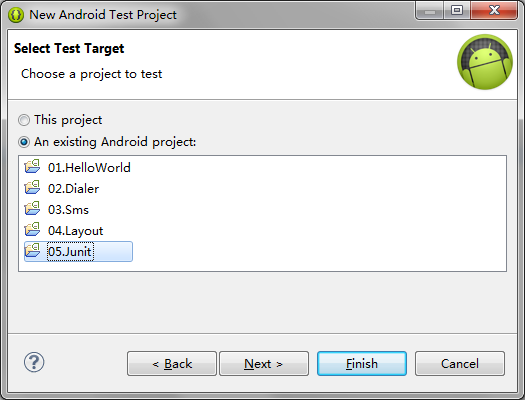 New Android Test Project
Select Test Target
Choose a project to test
This project
An existing Android project:
01.HelloWorld
02.Dialer
03.Sms
04.Layout
05.Junit
?
< Back
Next >
Finish
Cancel